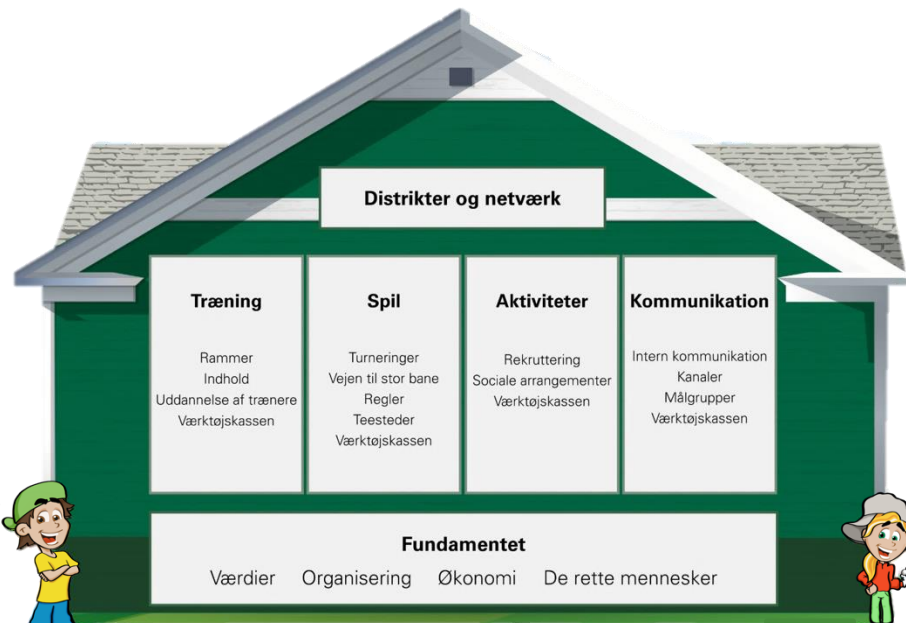 Distrikter og netværk
Træning
Rammer
Indhold
Uddannelse af trænere
Værktøjskassen
Spil
Turneringer
Vejen til stor bane
Regler
Teesteder
Værktøjskassen
Aktiviteter
Rekruttering
Sociale arrangementer
Værktøjskassen
Kommunikation
Intern kommunikation
Kanaler
Målgrupper
Værktøjskassen
Fundamentet
Værdier Organisering Økonomi De rette mennesker